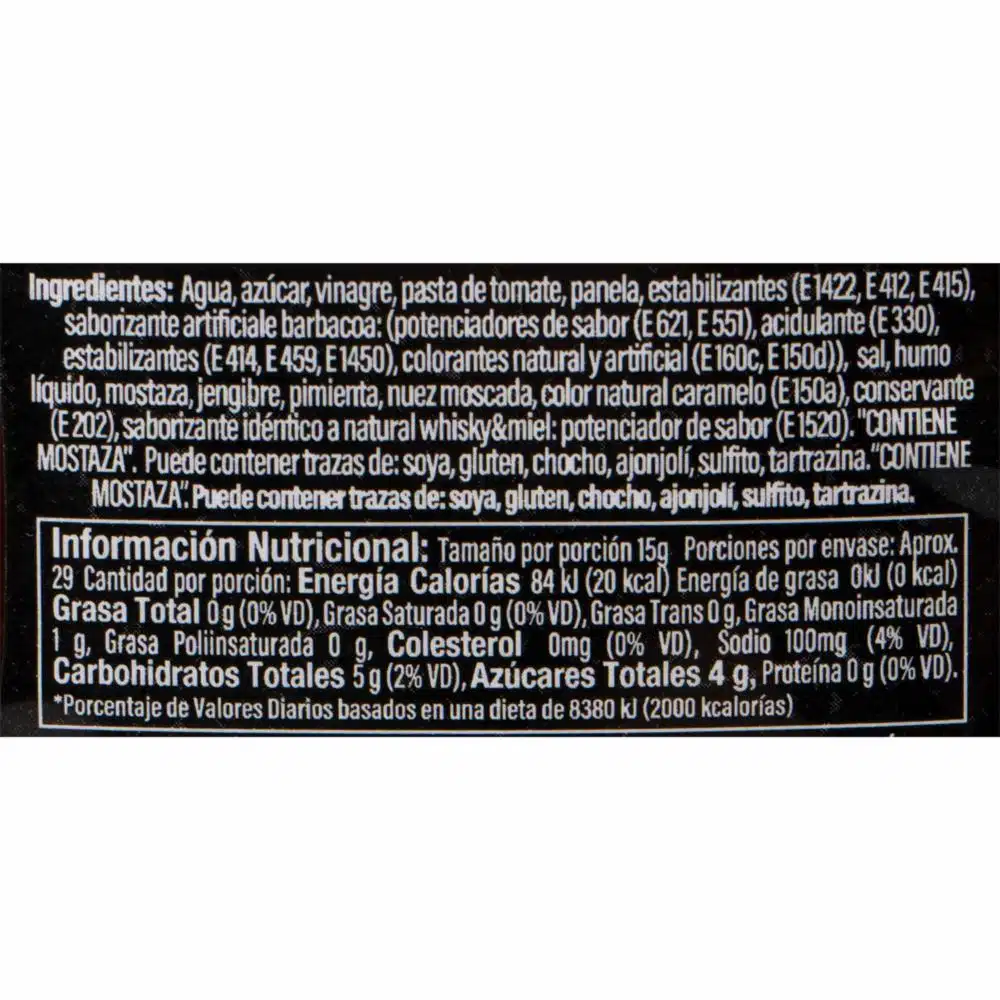 Ingredientes: Agua, azúcar, vinagre, pasta de tomate, panela, estabilizantes (E1422, E 412, E 415),
saborizante artificiale barbacoa: (potenciadores de sabor (E 621, E 551), acidulante (E 330),
estabilizantes (E 414, E 459, E1450), colorantes natural y artificial (E160c, E150d)), sal, humo
líquido, mostaza, jengibre, pimienta, nuez moscada, color natural caramelo (E150a), conservante
(E 202), saborizante idéntico a natural whisky&miel: potenciador de sabor (E1520). "CONTIENE
MOSTAZA". Puede contener trazas de: soya, gluten, chocho, ajonjolí, sulfito, tartrazina. "CONTIENE
MOSTAZA". Puede contener trazas de: soya, gluten, chocho, ajonjolí, sulfito, tartrazina.
Información Nutricional: Tamaño por porción 15g Porciones por envase: Aprox.
29 Cantidad por porción: Energía Calorías 84 kJ (20 kcal) Energía de grasa 0kJ (0 kcal)
Grasa Total 0 g (0% VD), Grasa Saturada 0 g (0% VD), Grasa Trans 0 g, Grasa Monoinsaturada
1 g, Grasa Poliinsaturada 0 g, Colesterol 0mg (0% VD), Sodio 100mg (4% VD),
Carbohidratos Totales 5 g (2% VD), Azúcares Totales 4 g, Proteína 0 g (0% VD).
*Porcentaje de Valores Diarios basados en una dieta de 8380 kJ (2000 kcalorías)